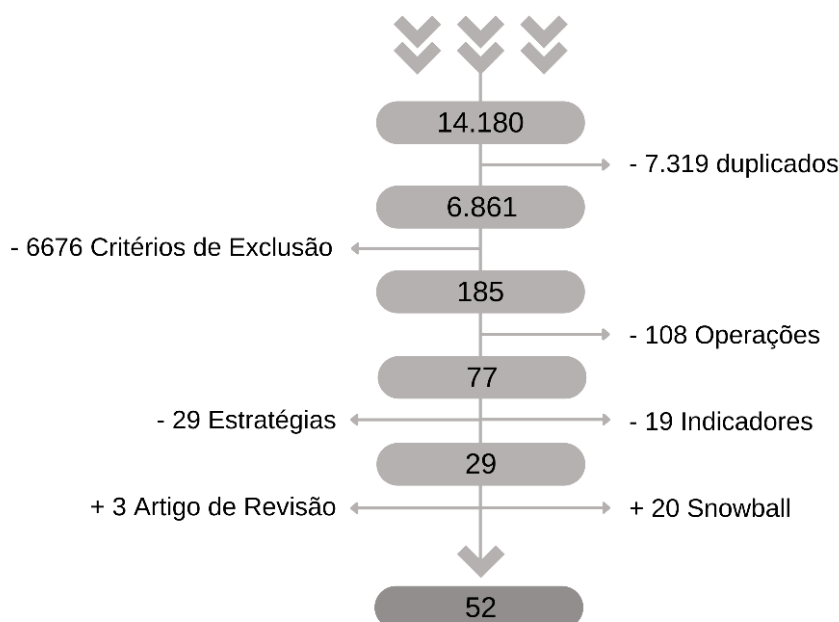 14.180
- 7.319 duplicados
6.861
- 6676 Critérios de Exclusão
185
- 108 Operações
77
- 29 Estratégias
- 19 Indicadores
29
+ 3 Artigo de Revisão
+ 20 Snowball
52